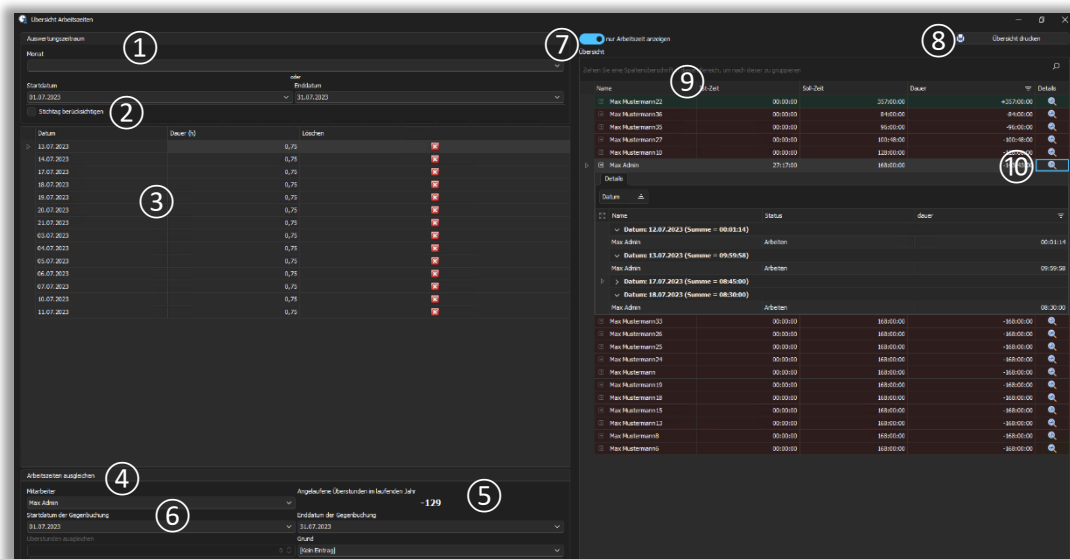 Übersicht Arbeitszeiten
Auswertungszeitraum
①
Monat
oder
Startdatum Enddatum
01.07.2023 31.07.2023
Stichtag berücksichtigen
②
Datum Dauer (h) Löschen
13.07.2023 0,75
14.07.2023 0,75
17.07.2023 0,75
18.07.2023 0,75
19.07.2023 0,75
③
20.07.2023 0,75
21.07.2023 0,75
03.07.2023 0,75
04.07.2023 0,75
05.07.2023 0,75
06.07.2023 0,75
07.07.2023 0,75
10.07.2023 0,75
11.07.2023 0,75
Arbeitszeiten ausgleichen
④
Mitarbeiter Angelaufene Überstunden im laufenden Jahr
Max Admin -129
⑤
Startdatum der Gegenbuchung Enddatum der Gegenbuchung
⑥
01.07.2023 31.07.2023
Überstunden ausgleichen Grund
0 [Kein Eintrag]
⑦ nur Arbeitszeit anzeigen
⑧ Übersicht drucken
Übersicht
Ziehen Sie eine Spaltenüberschrift Bereich, um nach dieser zu gruppieren
⑨
Name Ist-Zeit Soll-Zeit Dauer Details
Max Mustermann22 00:00:00 357:00:00 +357:00:00
Max Mustermann36 00:00:00 84:00:00 -84:00:00
Max Mustermann35 00:00:00 96:00:00 -96:00:00
Max Mustermann27 00:00:00 100:48:00 -100:48:00
Max Mustermann10 00:00:00 120:00:00
Max Admin 27:17:00 168:00:00
⑩
Details
Datum
Name Status dauer
Datum: 12.07.2023 (Summe = 00:01:14)
Max Admin Arbeiten 00:01:14
Datum: 13.07.2023 (Summe = 09:59:58)
Max Admin Arbeiten 09:59:58
Datum: 17.07.2023 (Summe = 08:45:00)
Datum: 18.07.2023 (Summe = 08:30:00)
Max Admin Arbeiten 08:30:00
Max Mustermann33 00:00:00 168:00:00 -168:00:00
Max Mustermann26 00:00:00 168:00:00 -168:00:00
Max Mustermann25 00:00:00 168:00:00 -168:00:00
Max Mustermann24 00:00:00 168:00:00 -168:00:00
Max Mustermann 00:00:00 168:00:00 -168:00:00
Max Mustermann19 00:00:00 168:00:00 -168:00:00
Max Mustermann18 00:00:00 168:00:00 -168:00:00
Max Mustermann15 00:00:00 168:00:00 -168:00:00
Max Mustermann13 00:00:00 168:00:00 -168:00:00
Max Mustermann8 00:00:00 168:00:00 -168:00:00
Max Mustermann6 00:00:00 168:00:00 -168:00:00